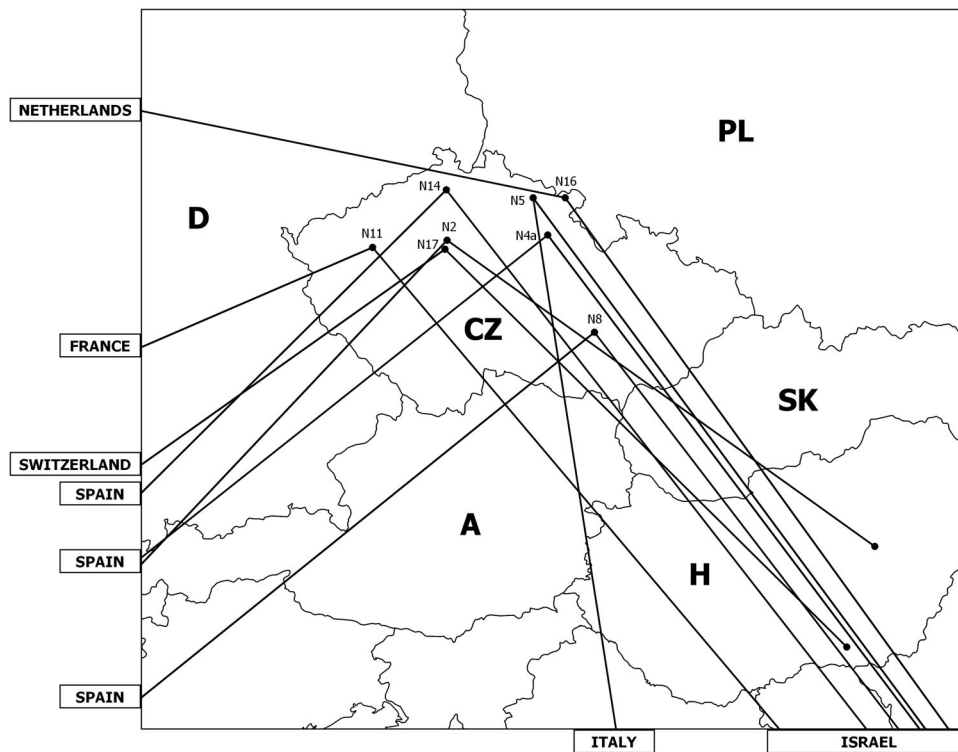 NETHERLANDS
PL
N14
N5
N16
D
N11
N2
N17
N4a
CZ
N8
FRANCE
SK
SWITZERLAND
SPAIN
A
SPAIN
H
SPAIN
ITALY
ISRAEL